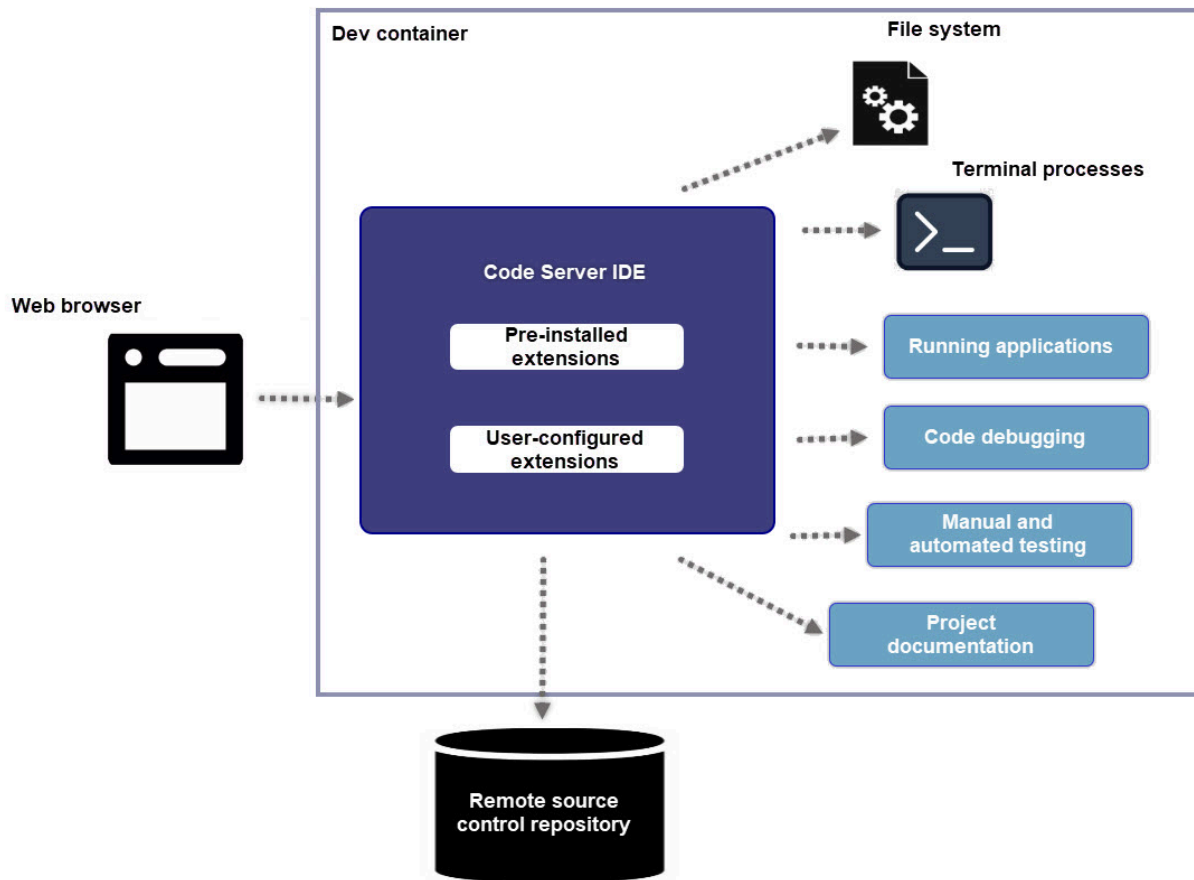 Dev container
File system
Terminal processes
Code Server IDE
Web browser
Pre-installed
extensions
Running applications
User-configured
extensions
Code debugging
Manual and
automated testing
Project
documentation
Remote source
control repository